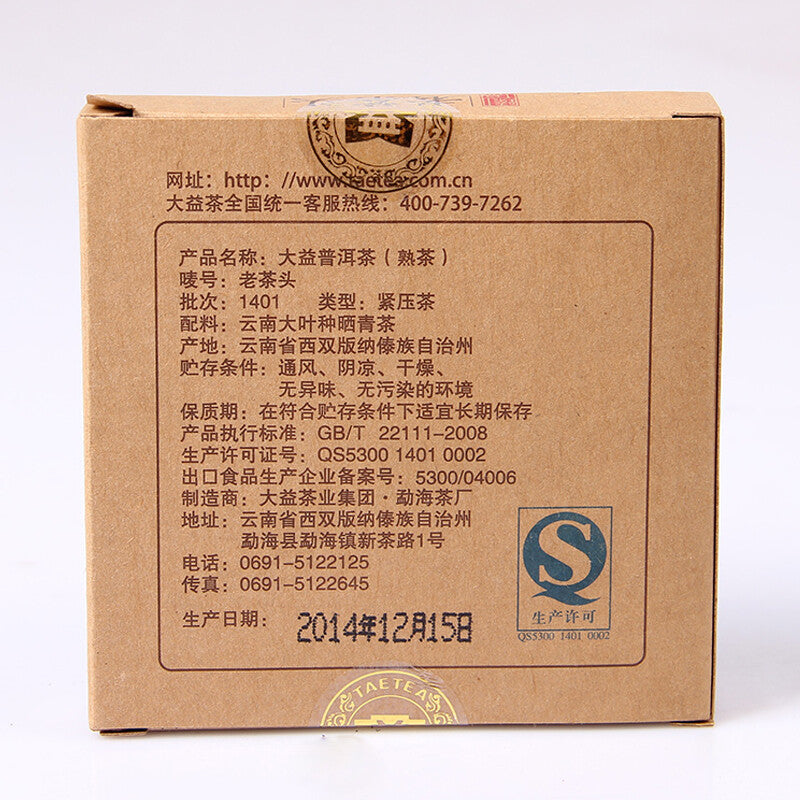 益
网址：http：//www.taetea.com.cn
大益茶全国统一客服热线：400-739-7262
产品名称：大益普洱茶（熟茶）
唛号：老茶头
批次：1401 类型：紧压茶
配料：云南大叶种晒青茶
产地：云南省西双版纳傣族自治州
贮存条件：通风、阴凉、干燥、
无异味、无污染的环境
保质期：在符合贮存条件下适宜长期保存
产品执行标准：GB/T 22111-2008
生产许可证号：QS5300 1401 0002
出口食品生产企业备案号：5300/04006
制造商：大益茶业集团·勐海茶厂
地址：云南省西双版纳傣族自治州
勐海县勐海镇新茶路1号
电话：0691-5122125
传真：0691-5122645
生产日期：2014年12月15日
QS
生产许可
QS5300 1401 0002
TAETEA